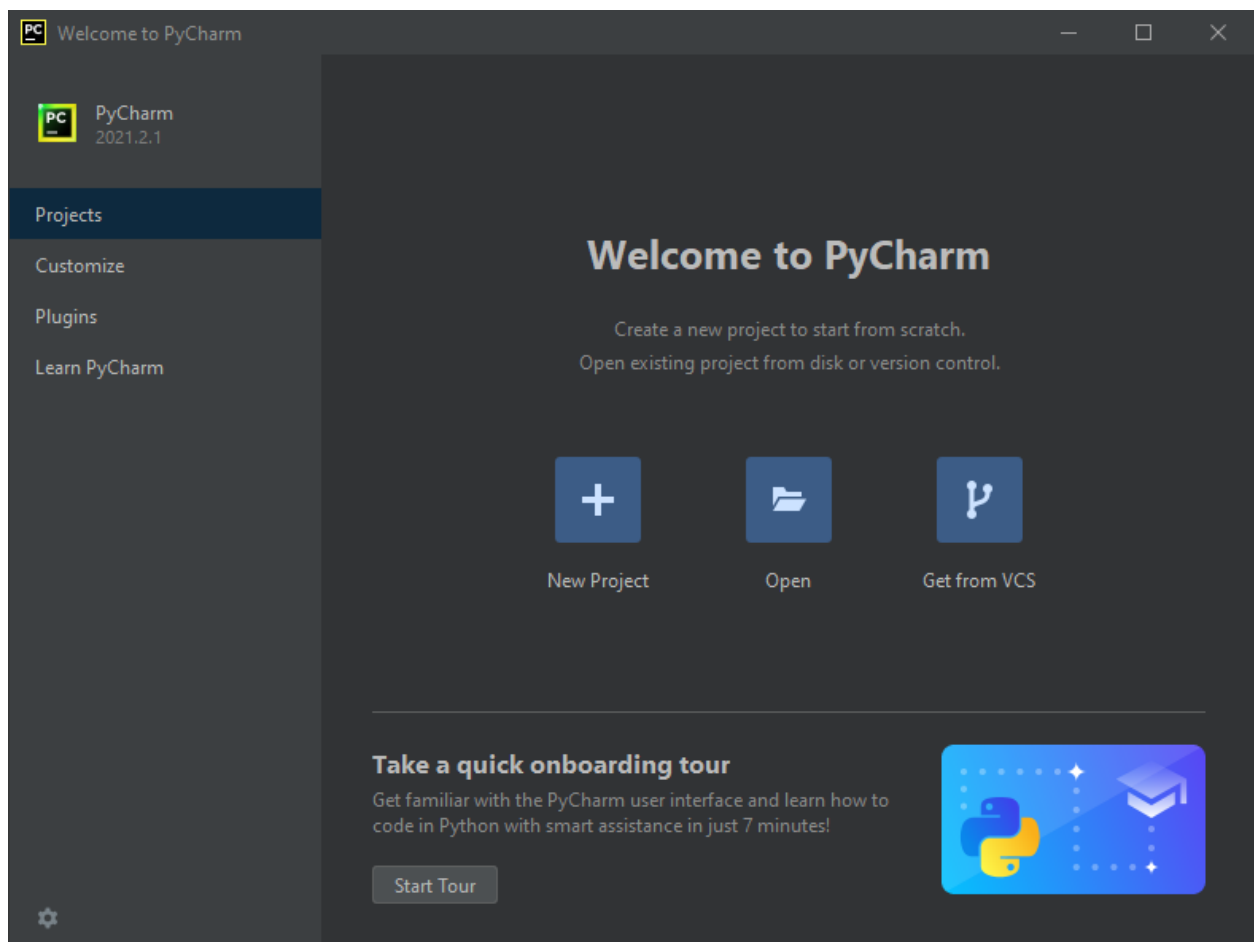 PC Welcome to PyCharm
PC PyCharm
2021.2.1
Projects
Customize
Plugins
Learn PyCharm
Welcome to PyCharm
Create a new project to start from scratch.
Open existing project from disk or version control.
New Project Open Get from VCS
Take a quick onboarding tour
Get familiar with the PyCharm user interface and learn how to
code in Python with smart assistance in just 7 minutes!
Start Tour